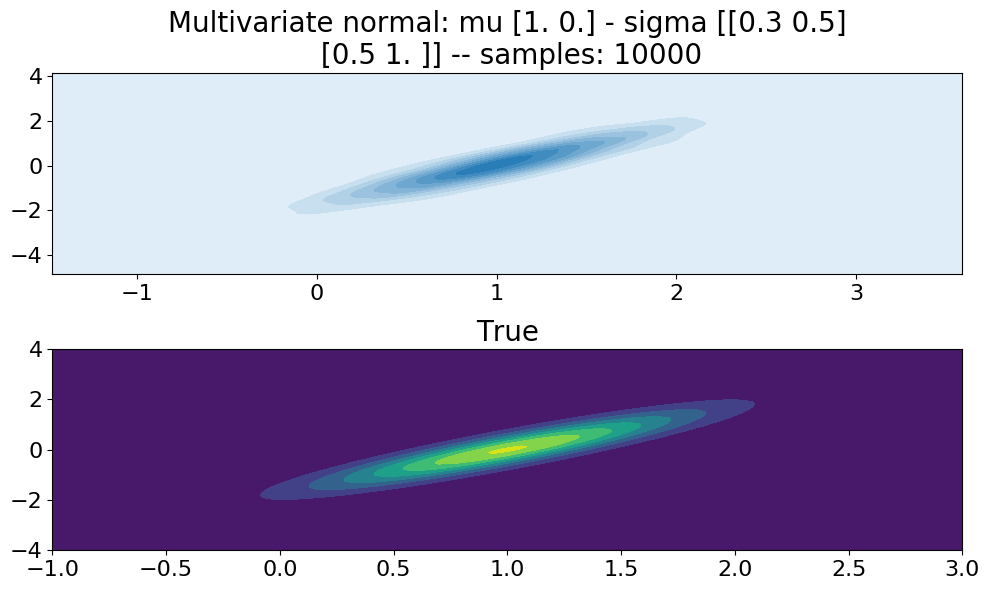 Multivariate normal: mu [1. 0.] - sigma [[0.3 0.5]
[0.5 1. ]] -- samples: 10000
4
2
0
−2
−4
−1 0 1 2 3
True
4
2
0
−2
−4
−1.0 −0.5 0.0 0.5 1.0 1.5 2.0 2.5 3.0